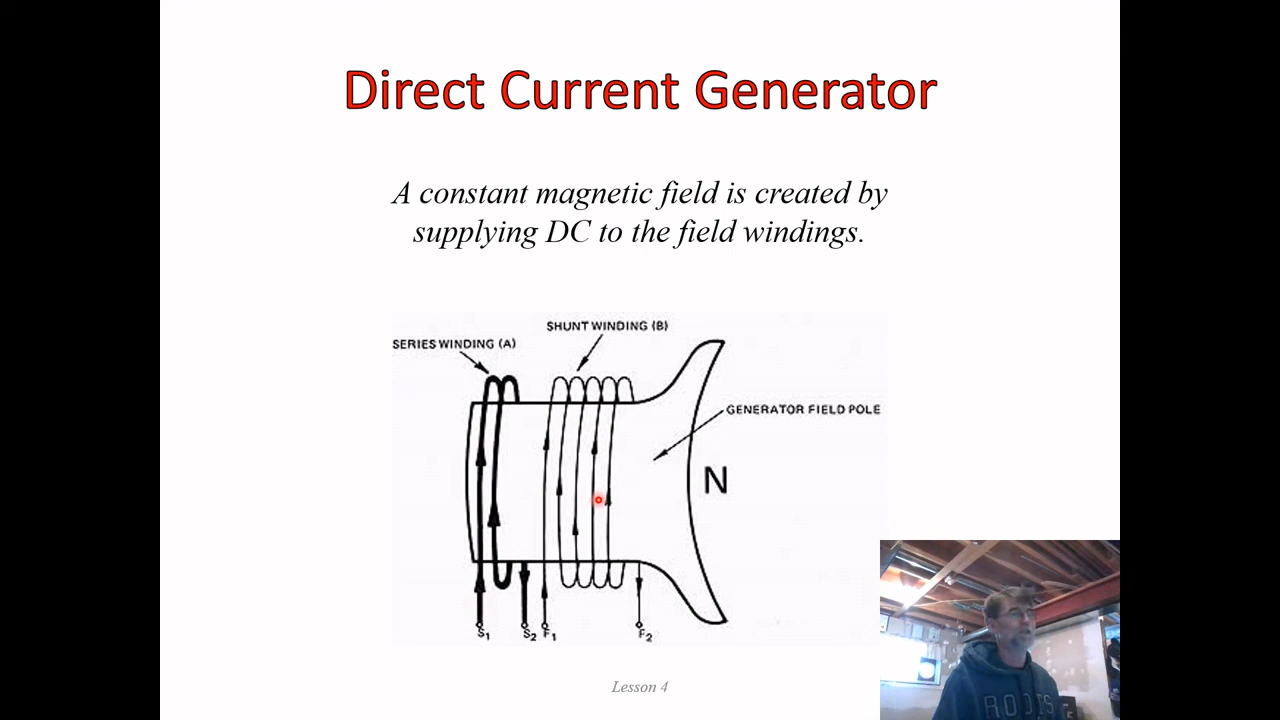 Direct Current Generator
A constant magnetic field is created by
supplying DC to the field windings.
SHUNT WINDING (B)
SERIES WINDING (A)
GENERATOR FIELD POLE
N
S1
S2
F1
F2
Lesson 4